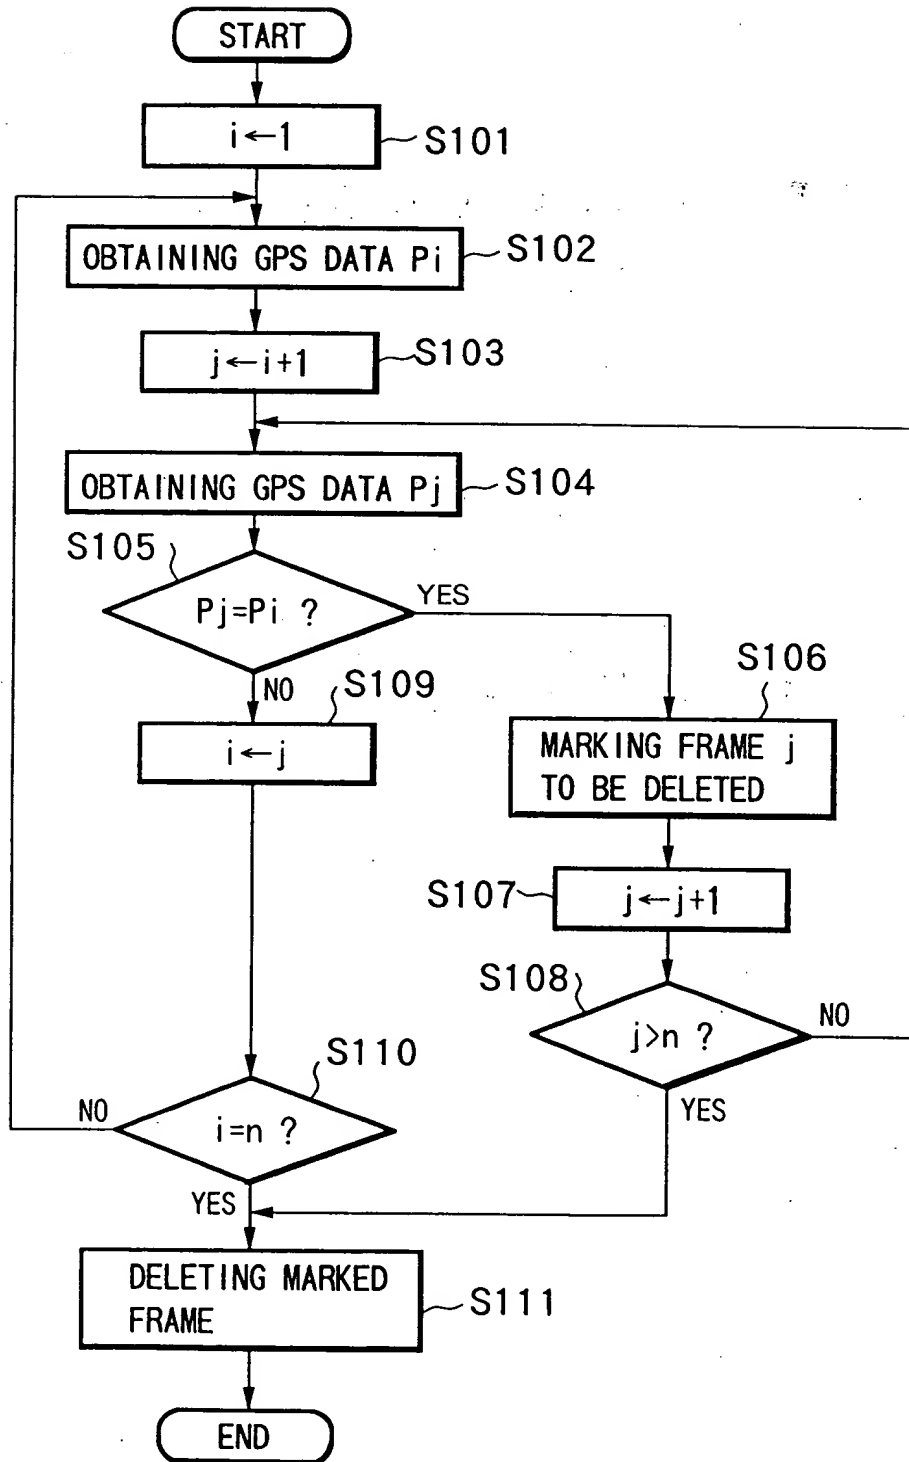 START
i←1
S101
OBTAINING GPS DATA Pi
S102
j←i+1
S103
OBTAINING GPS DATA Pj
S104
S105
Pj=Pi ?
YES
NO
S109
i←j
S106
MARKING FRAME j
TO BE DELETED
S107
j←j+1
S108
j>n ?
NO
YES
S110
NO
i=n ?
YES
DELETING MARKED
FRAME
S111
END